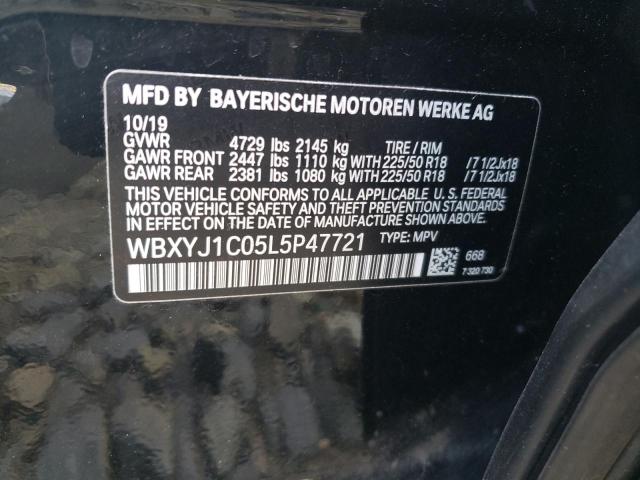 MFD BY BAYERISCHE MOTOREN WERKE AG
10/19
GVWR 4729 lbs 2145 kg TIRE / RIM
GAWR FRONT 2447 lbs 1110 kg WITH 225/50 R18 /7 1/2Jx18
GAWR REAR 2381 lbs 1080 kg WITH 225/50 R18 /7 1/2Jx18
THIS VEHICLE CONFORMS TO ALL APPLICABLE U. S. FEDERAL
MOTOR VEHICLE SAFETY AND THEFT PREVENTION STANDARDS
IN EFFECT ON THE DATE OF MANUFACTURE SHOWN ABOVE.
WBXYJ1C05L5P47721 TYPE: MPV
668
7 320 730